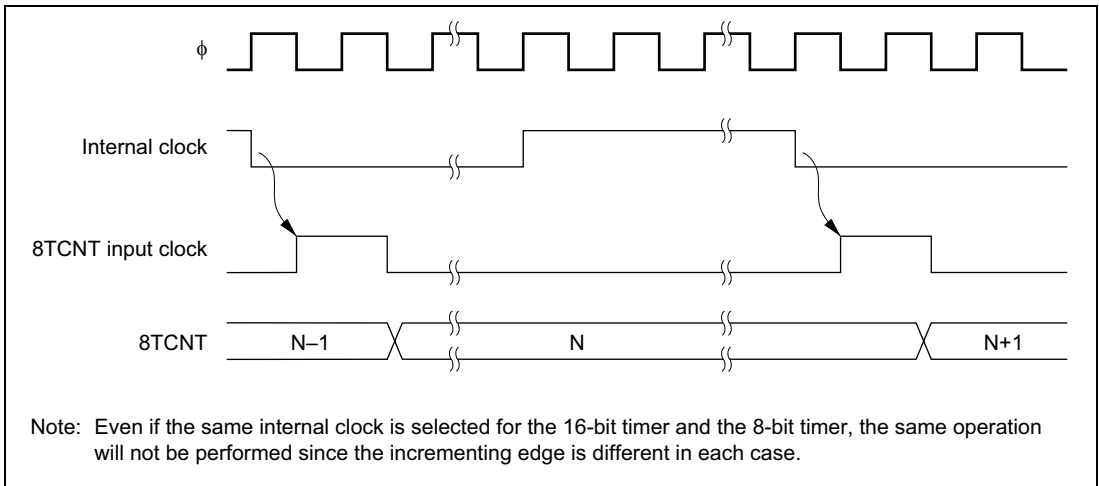 ϕ
Internal clock
8TCNT input clock
8TCNT
N–1
N
N+1
Note: Even if the same internal clock is selected for the 16-bit timer and the 8-bit timer, the same operation
will not be performed since the incrementing edge is different in each case.